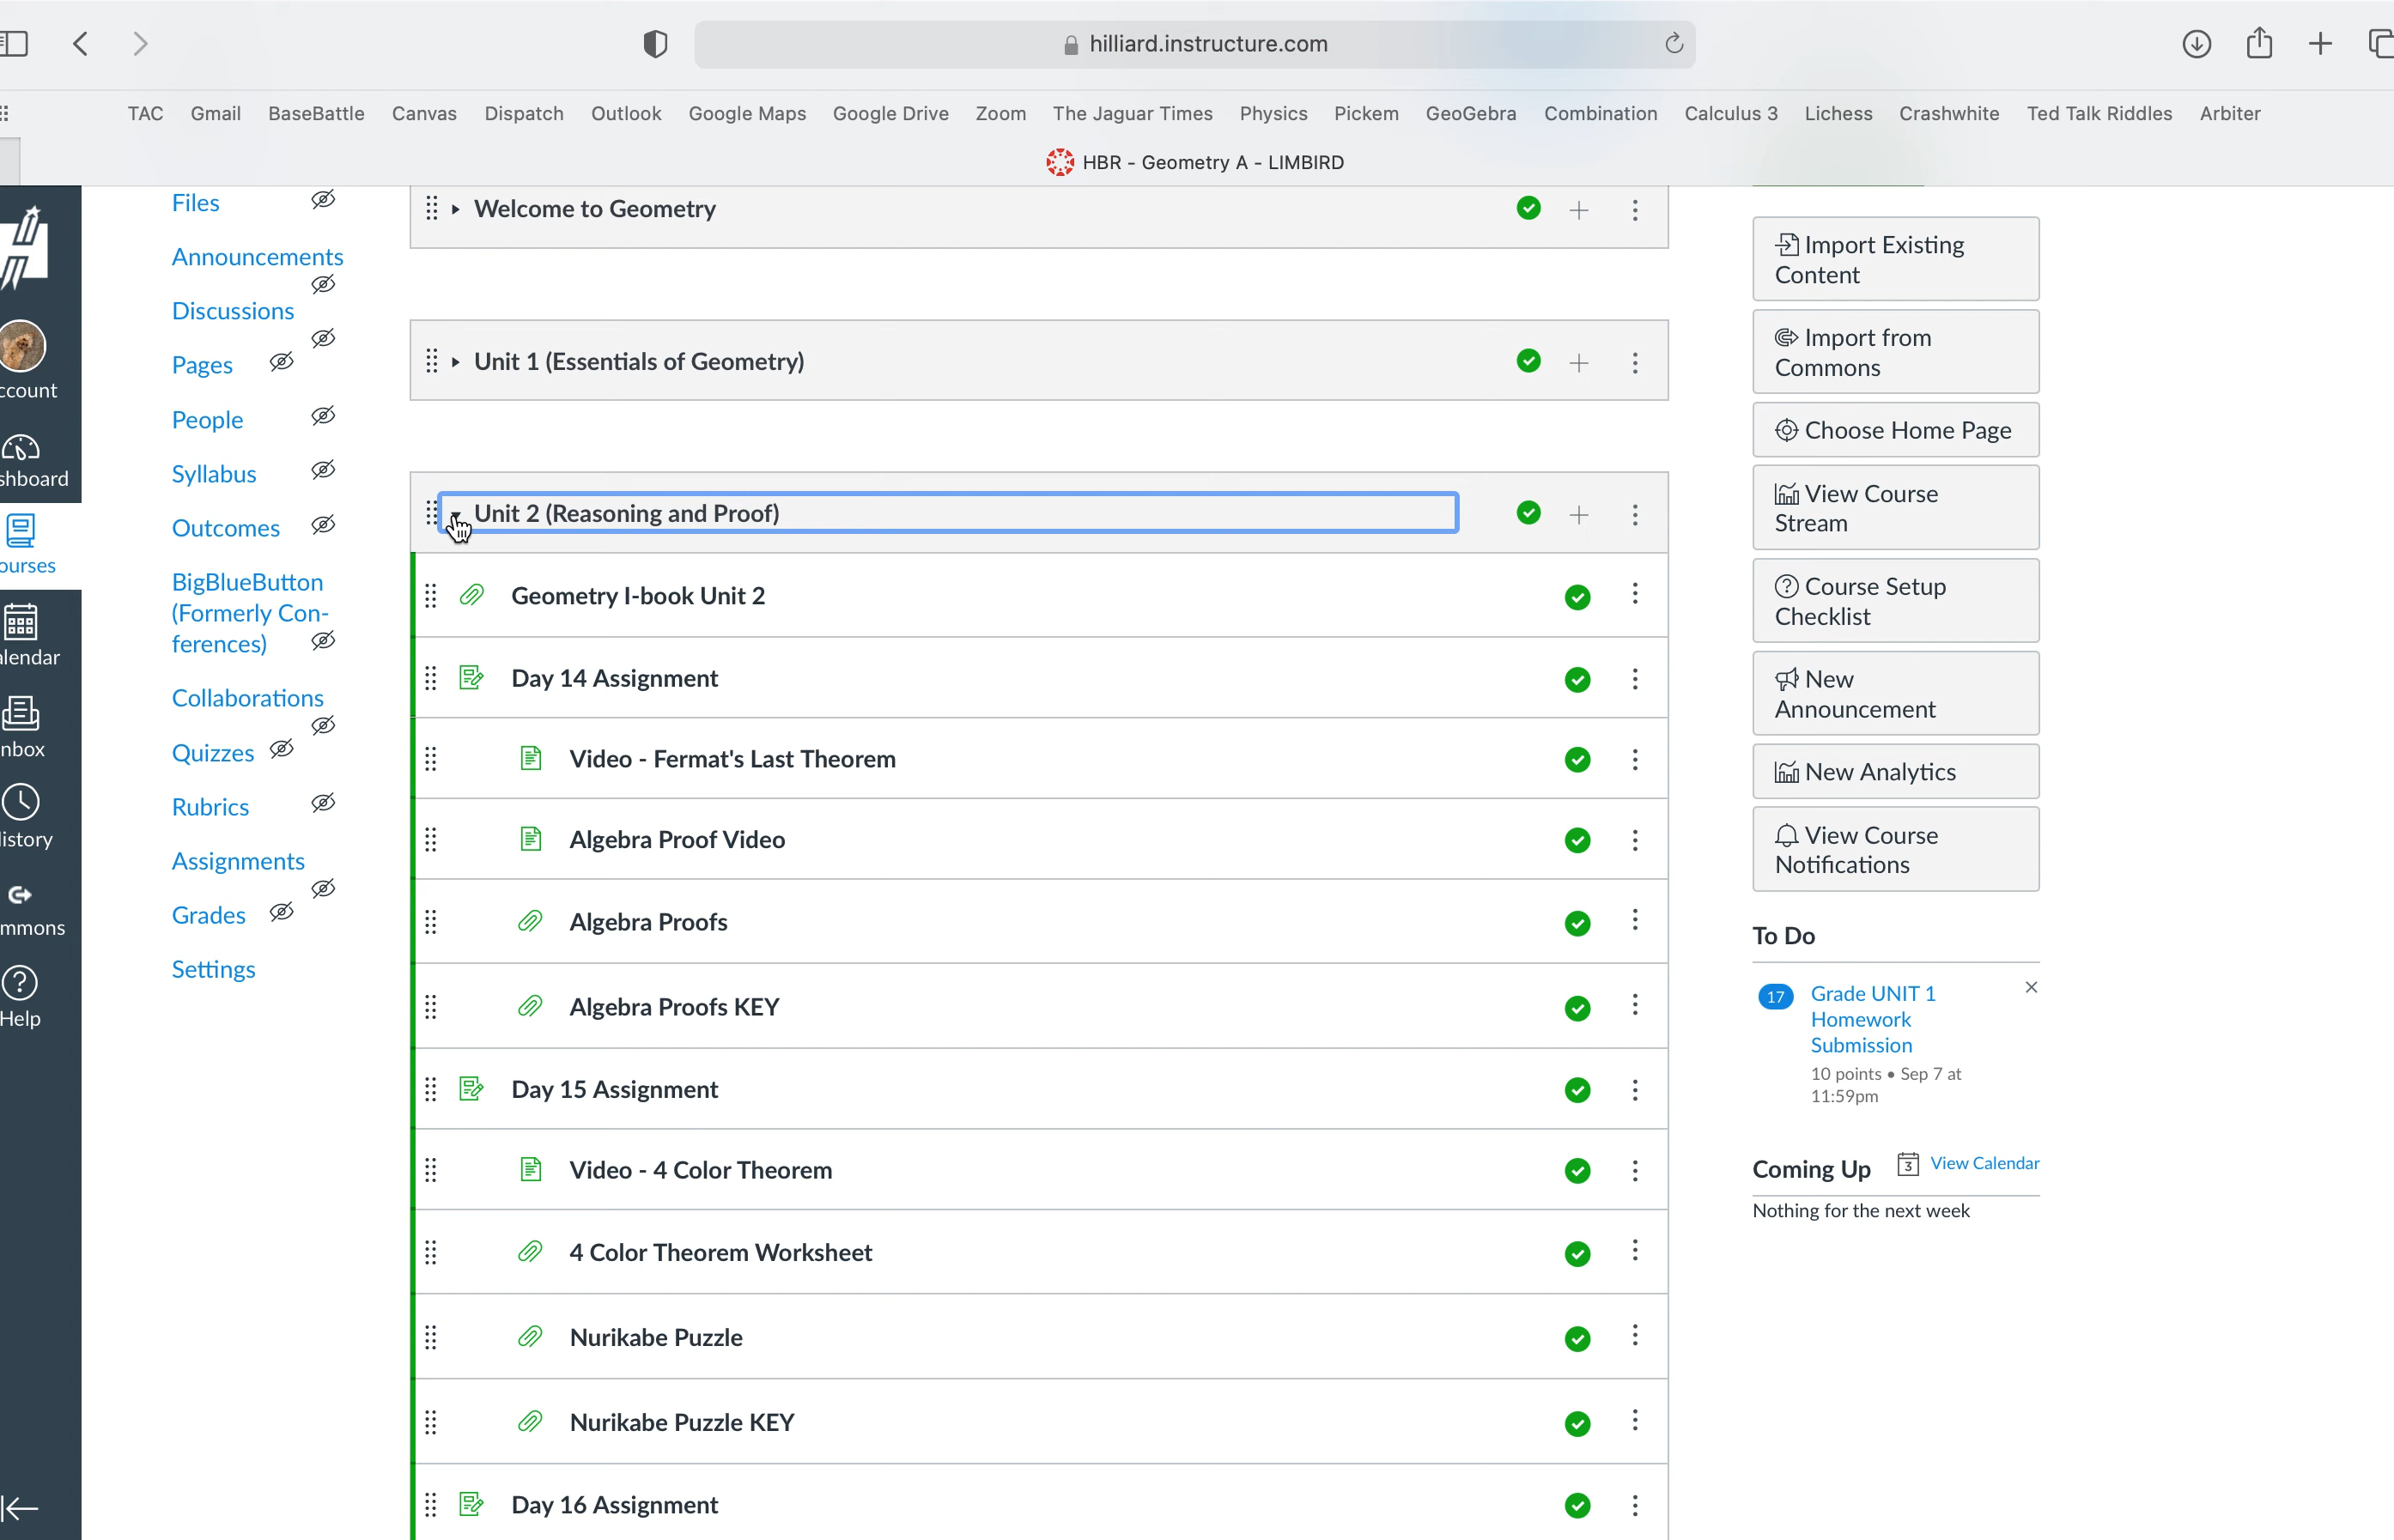 hilliard.instructure.com
TAC Gmail BaseBattle Canvas Dispatch Outlook Google Maps Google Drive Zoom The Jaguar Times Physics Pickem GeoGebra Combination Calculus 3 Lichess Crashwhite Ted Talk Riddles Arbiter
HBR - Geometry A - LIMBIRD
ccount
shboard
ourses
alendar
nbox
istory
mmons
Help
Files
Announcements
Discussions
Pages
People
Syllabus
Outcomes
BigBlueButton
(Formerly Con-
ferences)
Collaborations
Quizzes
Rubrics
Assignments
Grades
Settings
Welcome to Geometry
Unit 1 (Essentials of Geometry)
Unit 2 (Reasoning and Proof)
Geometry I-book Unit 2
Day 14 Assignment
Video - Fermat's Last Theorem
Algebra Proof Video
Algebra Proofs
Algebra Proofs KEY
Day 15 Assignment
Video - 4 Color Theorem
4 Color Theorem Worksheet
Nurikabe Puzzle
Nurikabe Puzzle KEY
Day 16 Assignment
Import Existing
Content
Import from
Commons
Choose Home Page
View Course
Stream
Course Setup
Checklist
New
Announcement
New Analytics
View Course
Notifications
To Do
17 Grade UNIT 1
Homework
Submission
10 points • Sep 7 at
11:59pm
Coming Up 3 View Calendar
Nothing for the next week